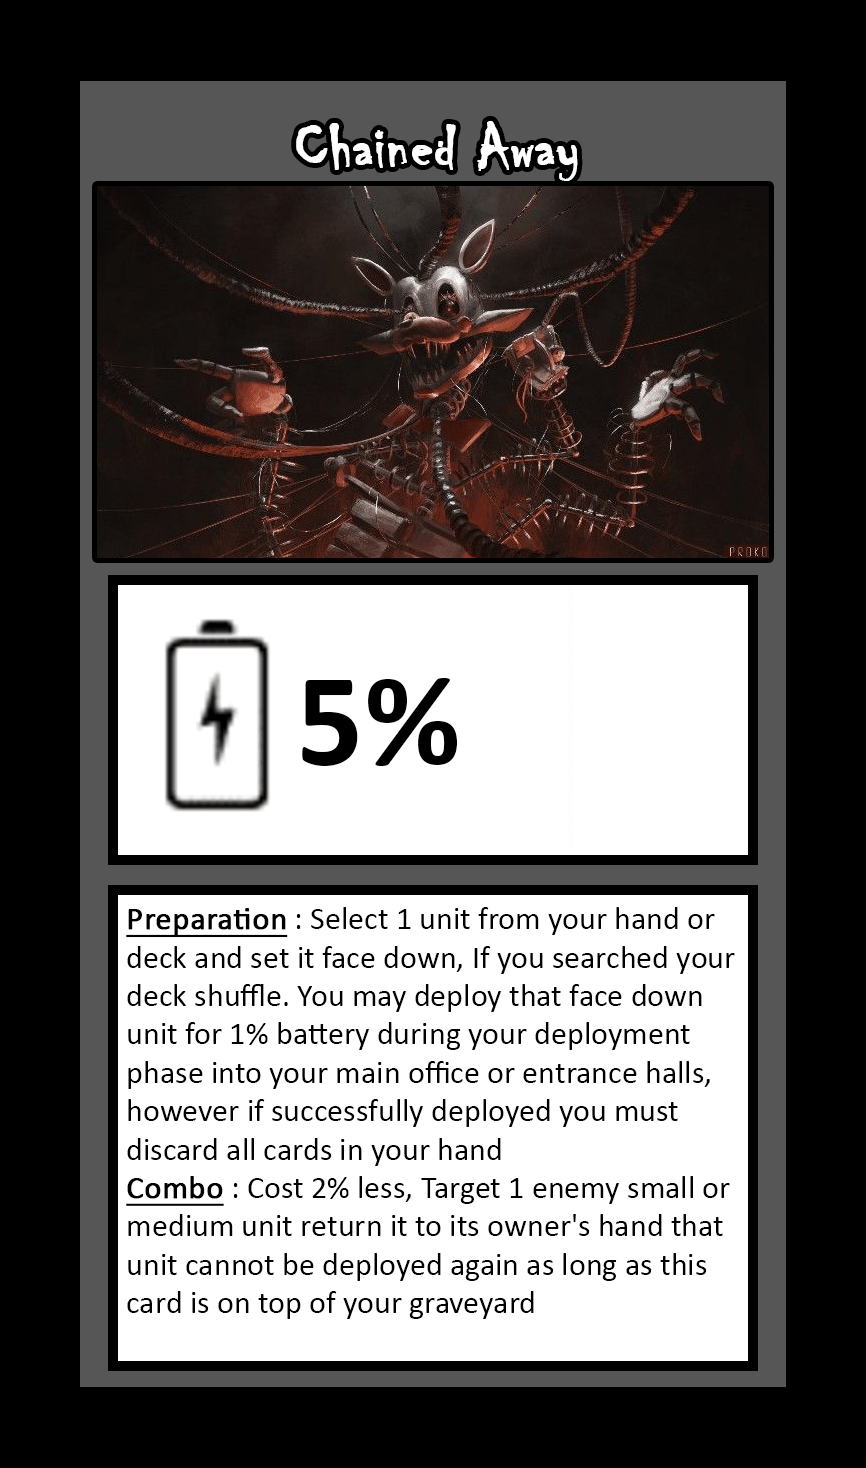 Chained Away
PROKO
5%
Preparation : Select 1 unit from your hand or
deck and set it face down, If you searched your
deck shuffle. You may deploy that face down
unit for 1% battery during your deployment
phase into your main office or entrance halls,
however if successfully deployed you must
discard all cards in your hand
Combo : Cost 2% less, Target 1 enemy small or
medium unit return it to its owner's hand that
unit cannot be deployed again as long as this
card is on top of your graveyard